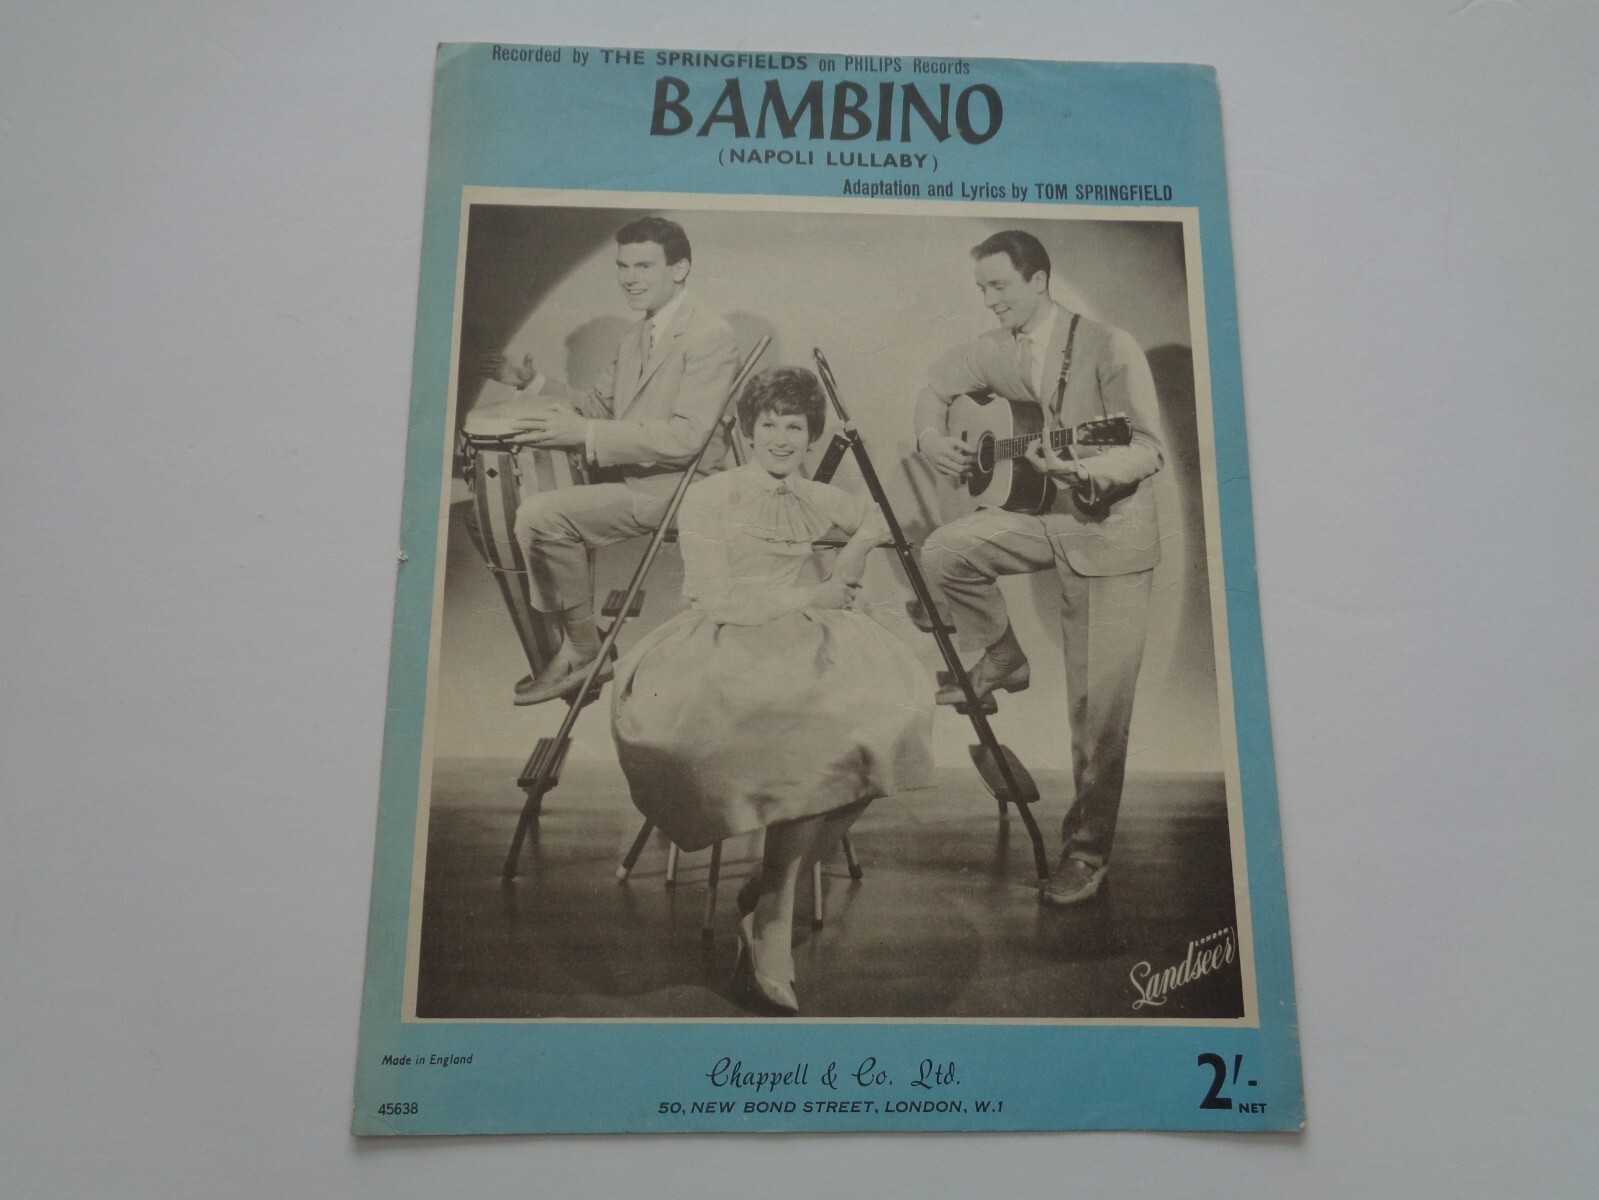 Recorded by THE SPRINGFIELDS on PHILIPS Records
BAMBINO
(NAPOLI LULLABY)
Adaptation and Lyrics by TOM SPRINGFIELD
LONDON
Landseer
Made in England
Chappell & Co. Ltd.
50, NEW BOND STREET, LONDON, W.1
45638
2/-
NET